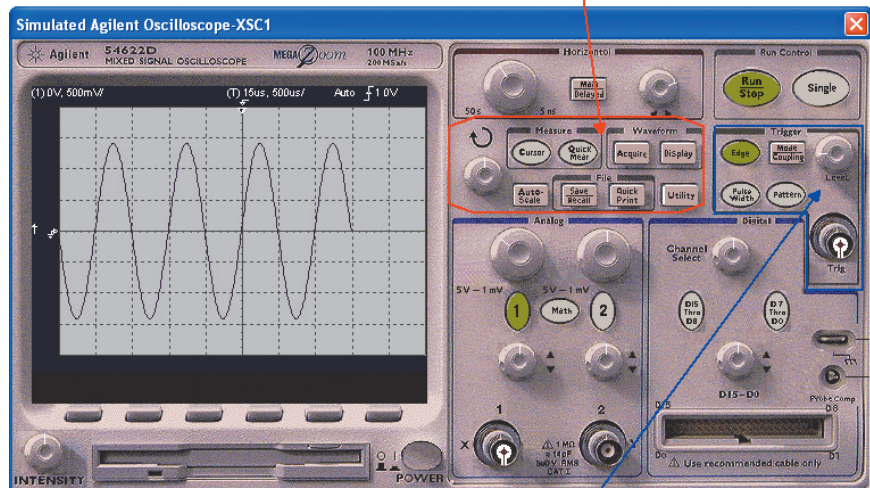 Simulated Agilent Oscilloscope-XSC1
Agilent 54622D MIXED SIGNAL OSCILLOSCOPE MEGA Zoom 100 MHz 200 MSa/s
(1) 0V, 500mV/ (T) 15us, 500us/ Auto 1 0V
Horizontal
Main Delayed
50 s 5 ns
Run Control
Run Stop Single
Measure Waveform
Cursor Quick Mear Acquire Display
File
Auto-Scale Save Recall Quick Print Utility
Trigger
Edge Mode Coupling Level
Pulse Width Pattern
Trig
Analog
5V – 1 mV 5V – 1 mV
1 Math 2
Digital
Channel Select
D15 Thru D8 D7 Thru D0
D15–D0
1 2
X Y
1 MΩ
≅ 14pF
300V RMS
CAT I
Probe Comp
D15 D8
D0 D1
Use recommended cable only
INTENSITY
POWER